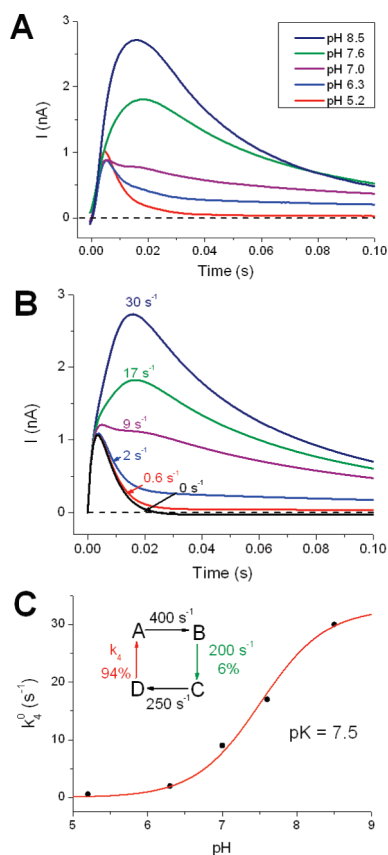 A
pH 8.5
pH 7.6
pH 7.0
pH 6.3
pH 5.2
I (nA)
3
2
1
0
0.00 0.02 0.04 0.06 0.08 0.10
Time (s)
B
30 s⁻¹
17 s⁻¹
9 s⁻¹
2 s⁻¹
0.6 s⁻¹
0 s⁻¹
I (nA)
3
2
1
0
0.00 0.02 0.04 0.06 0.08 0.10
Time (s)
C
k₄⁰ (s⁻¹)
30
20
10
0
A 400 s⁻¹ B
k₄ 200 s⁻¹
94% 6%
D 250 s⁻¹ C
pK = 7.5
5 6 7 8 9
pH